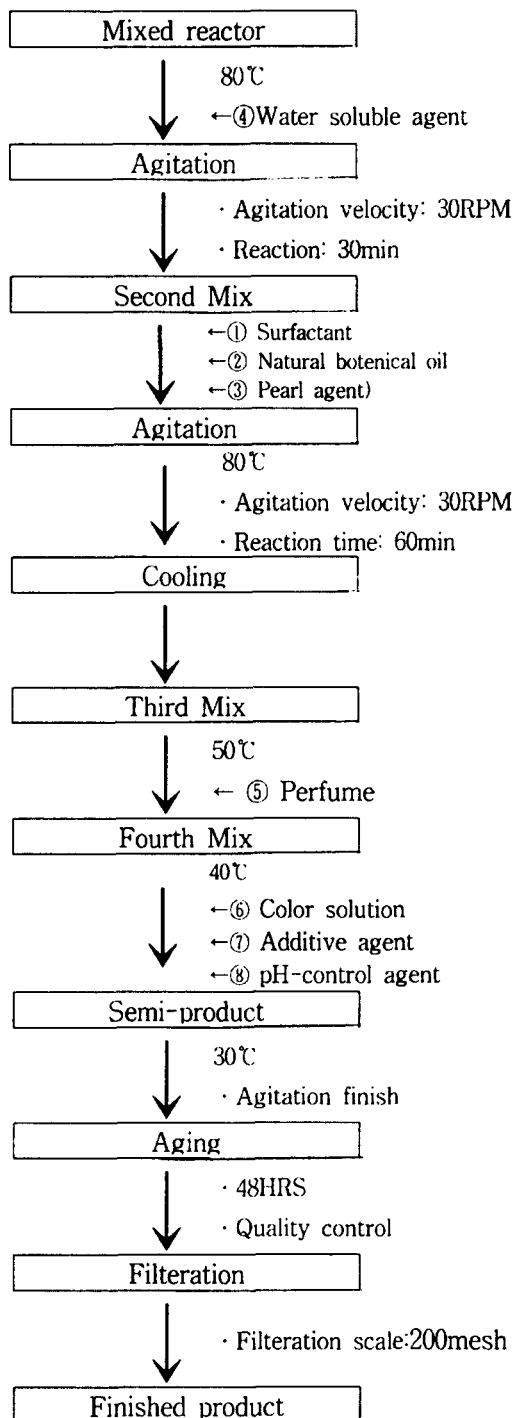 Mixed reactor
80℃
←④Water soluble agent
Agitation
· Agitation velocity: 30RPM
· Reaction: 30min
Second Mix
←① Surfactant
←② Natural botenical oil
←③ Pearl agent)
Agitation
80℃
· Agitation velocity: 30RPM
· Reaction time: 60min
Cooling
Third Mix
50℃
← ⑤ Perfume
Fourth Mix
40℃
←⑥ Color solution
←⑦ Additive agent
←⑧ pH-control agent
Semi-product
30℃
· Agitation finish
Aging
· 48HRS
· Quality control
Filteration
· Filteration scale:200mesh
Finished product